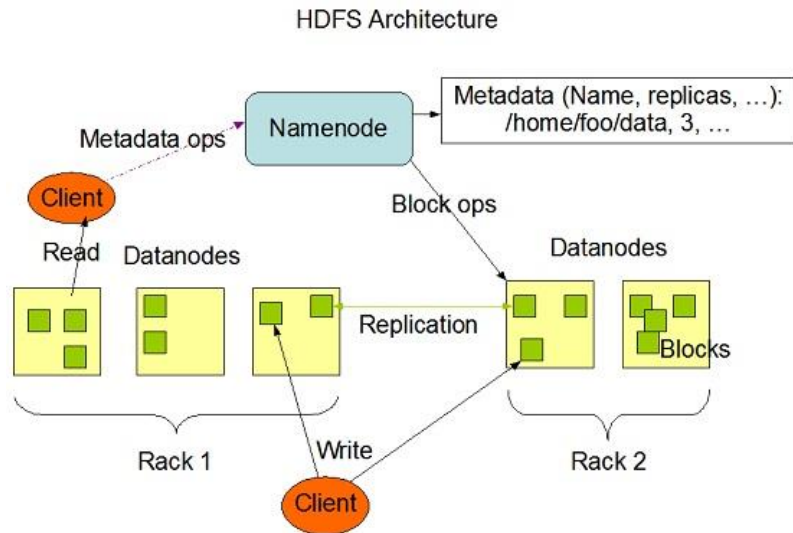 HDFS Architecture
Metadata (Name, replicas, ...):
/home/foo/data, 3, ...
Namenode
Metadata ops
Client
Block ops
Read
Datanodes
Datanodes
Replication
Blocks
Rack 1
Write
Rack 2
Client